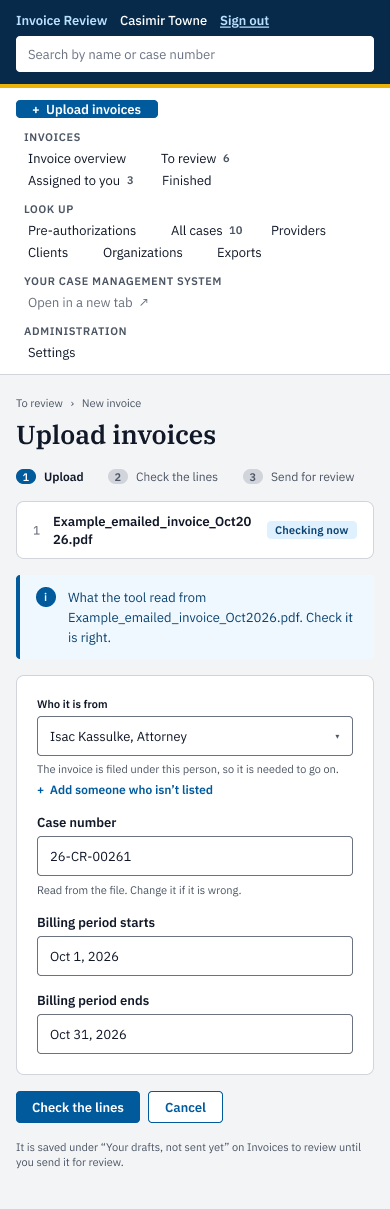 Invoice Review Casimir Towne Sign out
Search by name or case number
+ Upload invoices
INVOICES
Invoice overview To review 6
Assigned to you 3 Finished
LOOK UP
Pre-authorizations All cases 10 Providers
Clients Organizations Exports
YOUR CASE MANAGEMENT SYSTEM
Open in a new tab ↗
ADMINISTRATION
Settings
To review › New invoice
Upload invoices
1 Upload 2 Check the lines 3 Send for review
1 Example_emailed_invoice_Oct20
26.pdf
Checking now
What the tool read from
Example_emailed_invoice_Oct2026.pdf. Check it
is right.
Who it is from
Isac Kassulke, Attorney
The invoice is filed under this person, so it is needed to go on.
+ Add someone who isn’t listed
Case number
26-CR-00261
Read from the file. Change it if it is wrong.
Billing period starts
Oct 1, 2026
Billing period ends
Oct 31, 2026
Check the lines Cancel
It is saved under “Your drafts, not sent yet” on Invoices to review until
you send it for review.